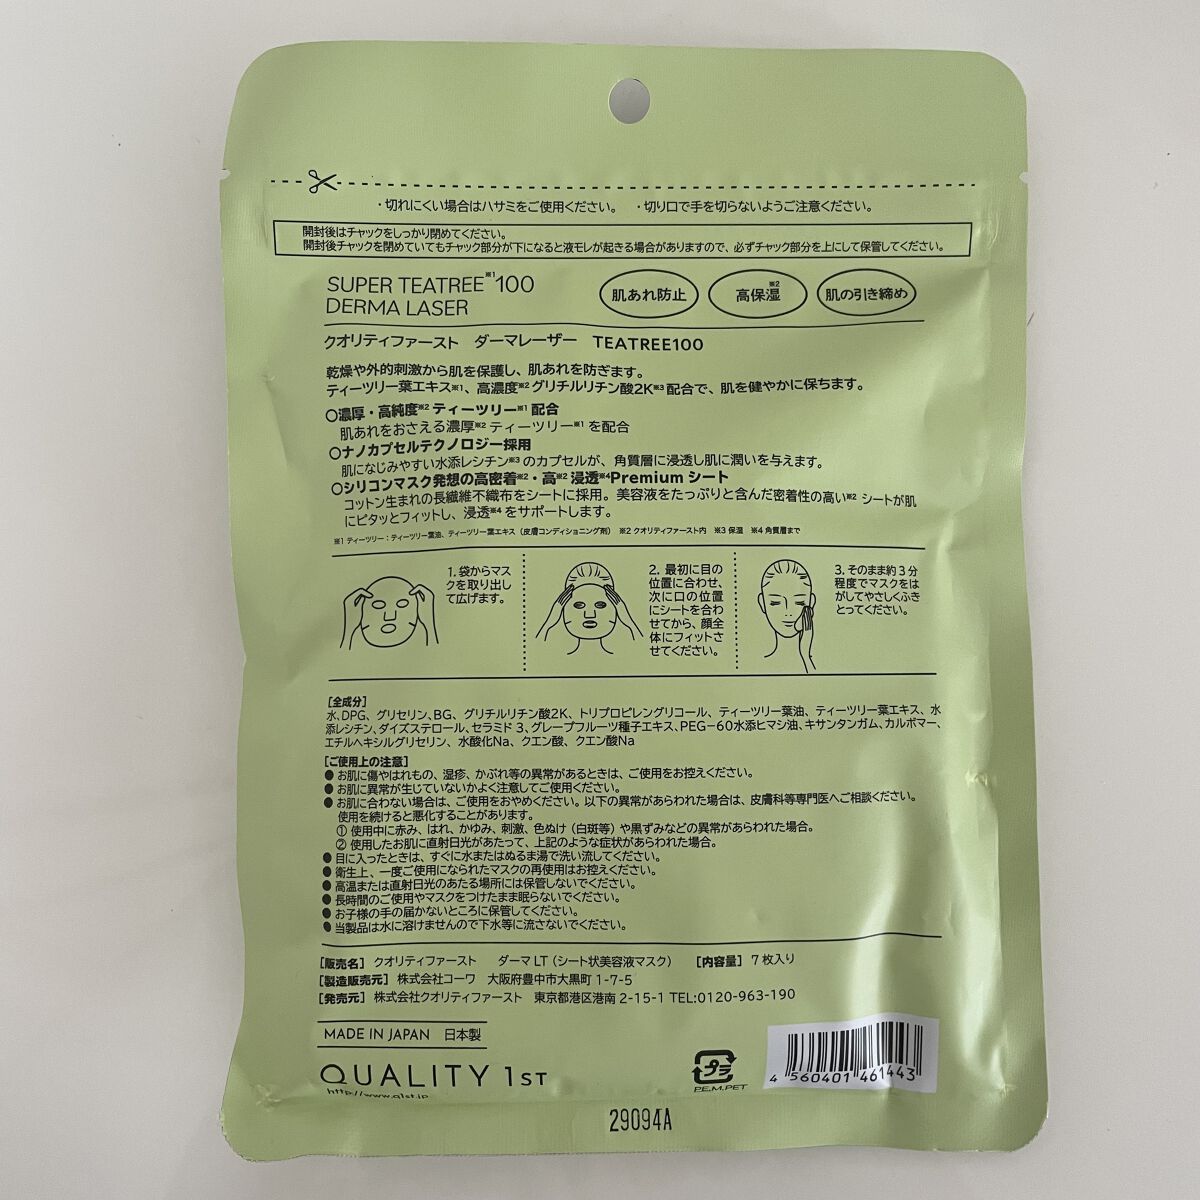 ・切れにくい場合はハサミをご使用ください。 ・切り口で手を切らないようご注意ください。
開封後はチャックをしっかり閉めてください。
開封後チャックを閉めていてもチャック部分が下になると液モレが起きる場合がありますので、必ずチャック部分を上にして保管してください。
SUPER TEATREE※1 100
DERMA LASER
肌あれ防止 高保湿※2 肌の引き締め
クオリティファースト ダーマレーザー TEATREE100
乾燥や外的刺激から肌を保護し、肌あれを防ぎます。
ティーツリー葉エキス※1、高濃度※2グリチルリチン酸2K※3配合で、肌を健やかに保ちます。
○濃厚・高純度※2 ティーツリー※1 配合
肌あれをおさえる濃厚※2 ティーツリー※1 を配合
○ナノカプセルテクノロジー採用
肌になじみやすい水添レシチン※3 のカプセルが、角質層に浸透し肌に潤いを与えます。
○シリコンマスク発想の高密着※2・高※2 浸透※4Premium シート
コットン生まれの長繊維不織布をシートに採用。美容液をたっぷりと含んだ密着性の高い※2 シートが肌
にピタッとフィットし、浸透※4 をサポートします。
※1 ティーツリー：ティーツリー葉油、ティーツリー葉エキス（皮膚コンディショニング剤） ※2 クオリティファースト内 ※3 保湿 ※4 角質層まで
1. 袋からマス
クを取り出し
て広げます。
2. 最初に目の
位置に合わせ、
次に口の位置
にシートを合わ
せてから、顔全
体にフィットさ
せてください。
3. そのまま約3分
程度でマスクをは
がしてやさしくふき
とってください。
[全成分]
水、DPG、グリセリン、BG、グリチルリチン酸2K、トリプロピレングリコール、ティーツリー葉油、ティーツリー葉エキス、水
添レシチン、ダイズステロール、セラミド3、グレープフルーツ種子エキス、PEG-60水添ヒマシ油、キサンタンガム、カルボマー、
エチルヘキシルグリセリン、水酸化Na、クエン酸、クエン酸Na
[ご使用上の注意]
●お肌に傷やはれもの、湿疹、かぶれ等の異常があるときは、ご使用をお控えください。
●お肌に異常が生じていないかよく注意してご使用ください。
●お肌に合わない場合は、ご使用をおやめください。以下の異常があらわれた場合は、皮膚科等専門医へご相談ください。
使用を続けると悪化することがあります。
① 使用中に赤み、はれ、かゆみ、刺激、色ぬけ（白斑等）や黒ずみなどの異常があらわれた場合。
② 使用したお肌に直射日光があたって、上記のような症状があらわれた場合。
●目に入ったときは、すぐに水またはぬるま湯で洗い流してください。
●衛生上、一度ご使用になられたマスクの再使用はお控えください。
●高温または直射日光のあたる場所には保管しないでください。
●長時間のご使用やマスクをつけたまま眠らないでください。
●お子様の手の届かないところに保管してください。
●当製品は水に溶けませんので下水等に流さないでください。
[販売名] クオリティファースト ダーマ LT（シート状美容液マスク） [内容量] 7 枚入り
[製造販売元] 株式会社コーワ 大阪府豊中市大黒町 1-7-5
[発売元] 株式会社クオリティファースト 東京都港区港南 2-15-1 TEL:0120-963-190
MADE IN JAPAN 日本製
QUALITY 1ST
http://www.q1st.jp
プラ
PE.M.PET
4 560401 461443
29094A